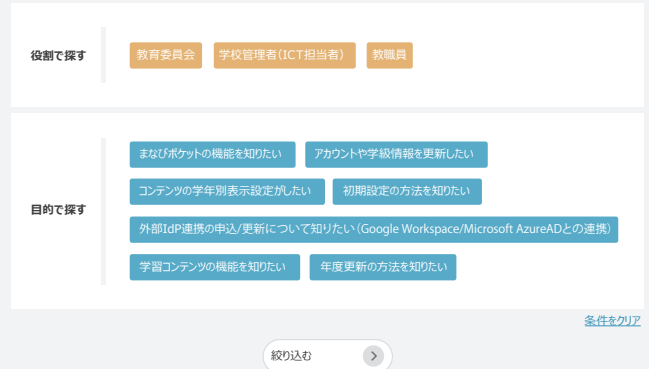 役割で探す
教育委員会 学校管理者(ICT担当者) 教職員
目的で探す
まなびポケットの機能を知りたい アカウントや学級情報を更新したい
コンテンツの学年別表示設定がしたい 初期設定の方法を知りたい
外部IdP連携の申込/更新について知りたい(Google Workspace/Microsoft AzureADとの連携)
学習コンテンツの機能を知りたい 年度更新の方法を知りたい
条件をクリア
絞り込む